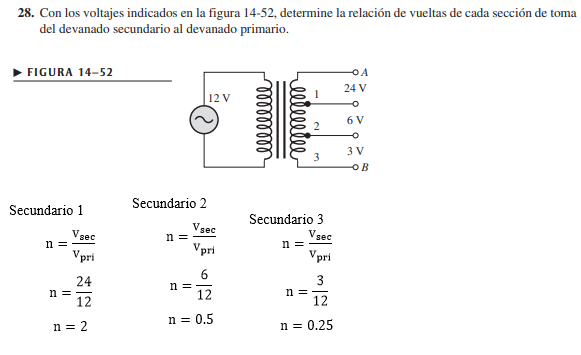 28. Con los voltajes indicados en la figura 14-52, determine la relación de vueltas de cada sección de toma
del devanado secundario al devanado primario.
▶ FIGURA 14–52
12 V
1
2
3
A
24 V
6 V
3 V
B
Secundario 1
n = Vsec / Vpri
n = 24 / 12
n = 2
Secundario 2
n = Vsec / Vpri
n = 6 / 12
n = 0.5
Secundario 3
n = Vsec / Vpri
n = 3 / 12
n = 0.25